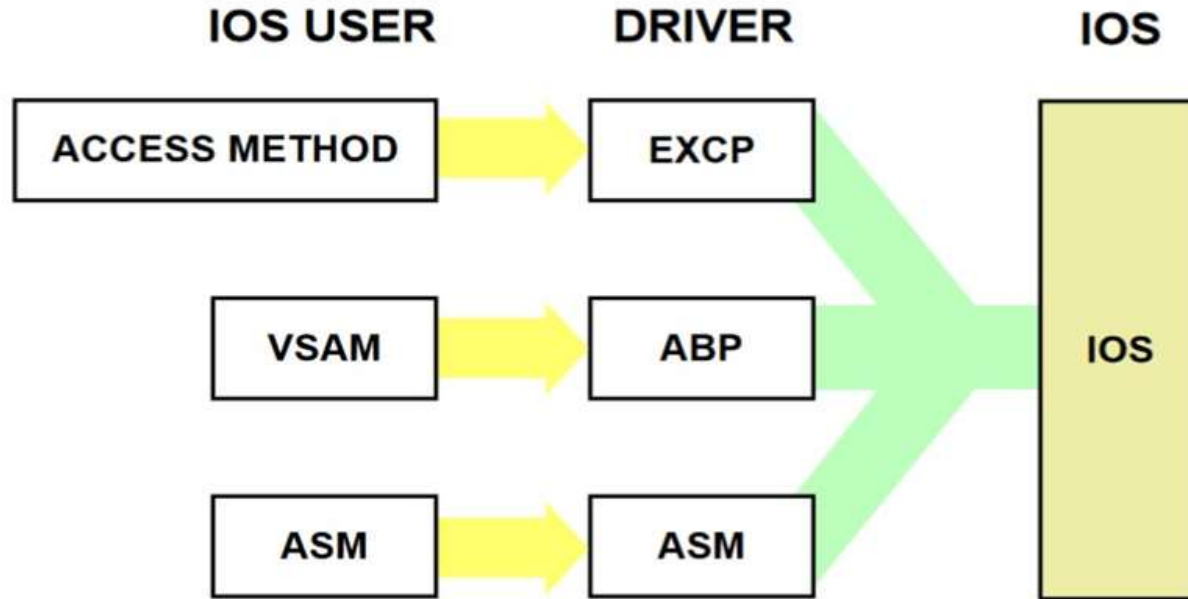 IOS USER DRIVER IOS
ACCESS METHOD EXCP
VSAM ABP IOS
ASM ASM